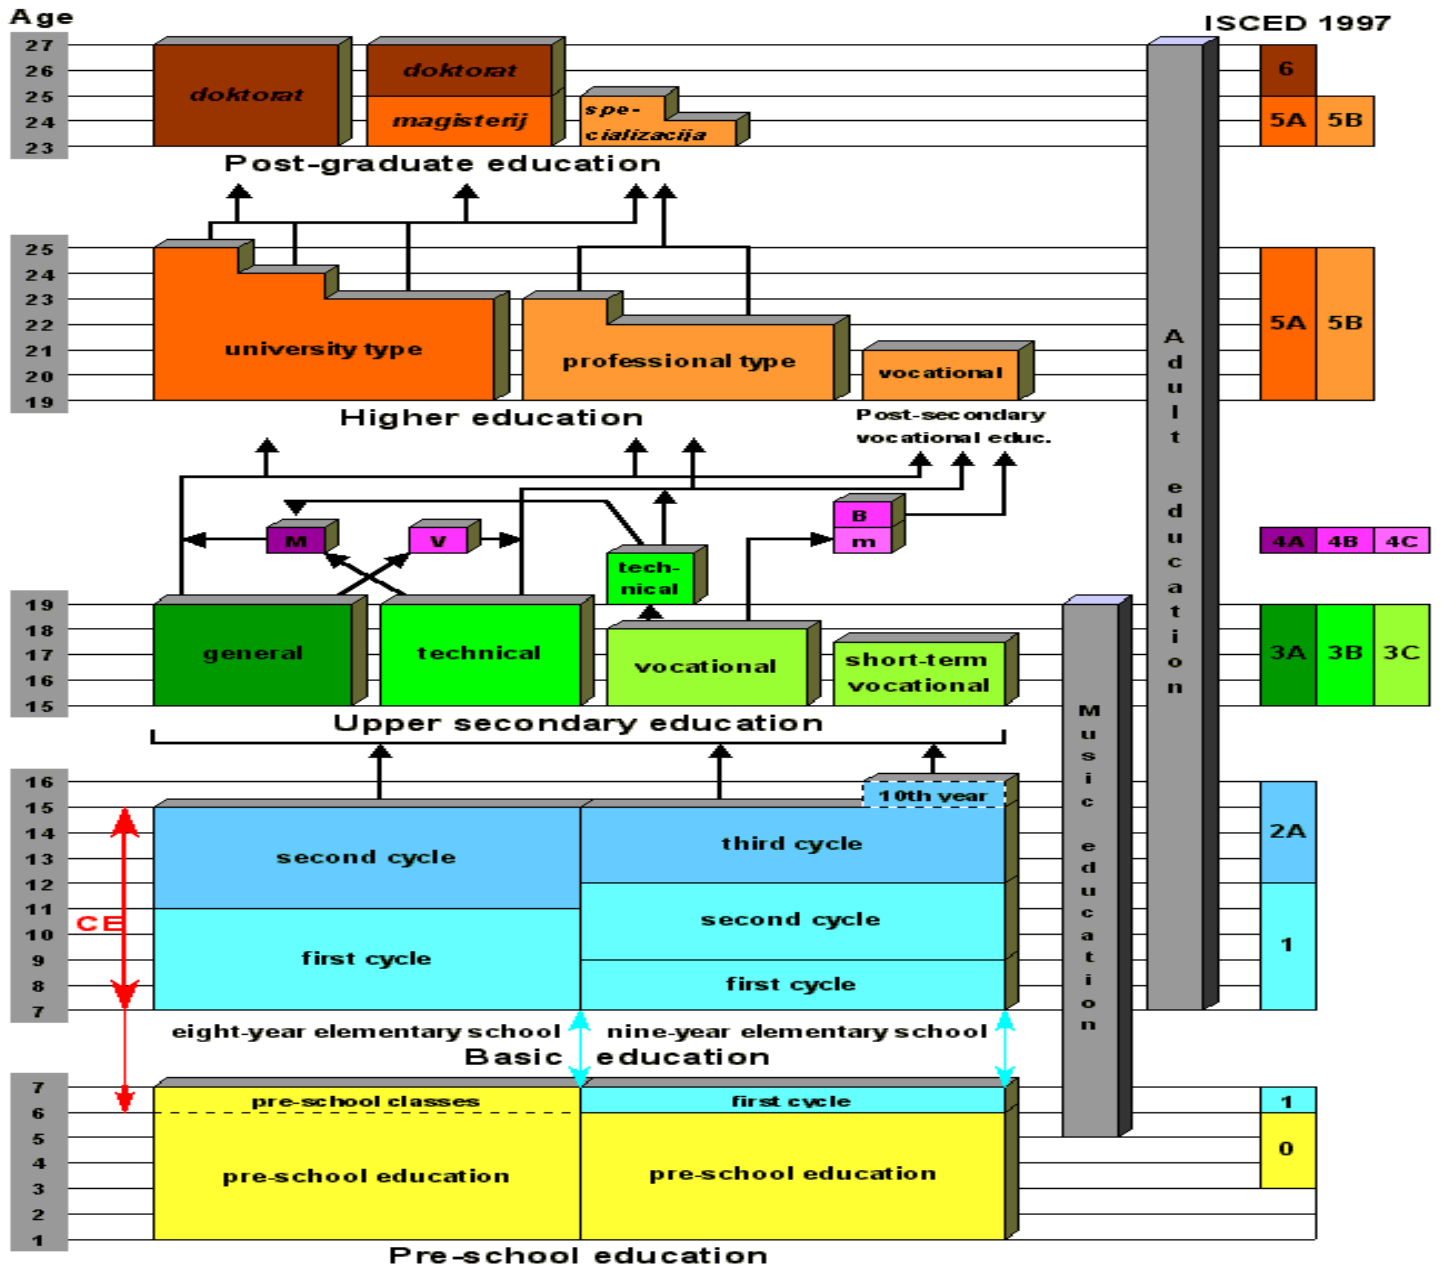 Age
ISCED 1997
27
26
25
24
23
doktorat
doktorat
magisterij
spe-
cializacija
6
5A
5B
Post-graduate education
25
24
23
22
21
20
19
university type
professional type
vocational
5A
5B
Higher education
Post-secondary
vocational educ.
M
V
B
m
4A
4B
4C
tech-
nical
19
18
17
16
15
general
technical
vocational
short-term
vocational
3A
3B
3C
Upper secondary education
Adult education
Music education
16
15
14
13
12
11
10
9
8
7
CE
10th year
second cycle
third cycle
first cycle
second cycle
first cycle
2A
1
eight-year elementary school
nine-year elementary school
Basic education
7
6
5
4
3
2
1
pre-school classes
first cycle
pre-school education
pre-school education
1
0
Pre-school education